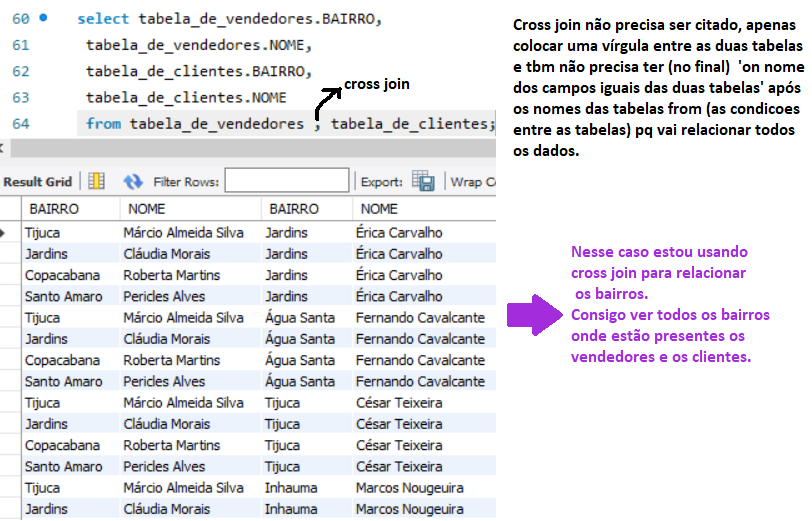 60 select tabela_de_vendedores.BAIRRO,
61 tabela_de_vendedores.NOME,
62 tabela_de_clientes.BAIRRO,
63 tabela_de_clientes.NOME
64 from tabela_de_vendedores , tabela_de_clientes;
cross join
Cross join não precisa ser citado, apenas
colocar uma vírgula entre as duas tabelas
e tbm não precisa ter (no final) 'on nome
dos campos iguais das duas tabelas' após
os nomes das tabelas from (as condicoes
entre as tabelas) pq vai relacionar todos
os dados.
Result Grid Filter Rows: Export: Wrap
BAIRRO NOME BAIRRO NOME
Tijuca Márcio Almeida Silva Jardins Érica Carvalho
Jardins Cláudia Morais Jardins Érica Carvalho
Copacabana Roberta Martins Jardins Érica Carvalho
Santo Amaro Pericles Alves Jardins Érica Carvalho
Tijuca Márcio Almeida Silva Água Santa Fernando Cavalcante
Jardins Cláudia Morais Água Santa Fernando Cavalcante
Copacabana Roberta Martins Água Santa Fernando Cavalcante
Santo Amaro Pericles Alves Água Santa Fernando Cavalcante
Tijuca Márcio Almeida Silva Tijuca César Teixeira
Jardins Cláudia Morais Tijuca César Teixeira
Copacabana Roberta Martins Tijuca César Teixeira
Santo Amaro Pericles Alves Tijuca César Teixeira
Tijuca Márcio Almeida Silva Inhauma Marcos Nougeuira
Jardins Cláudia Morais Inhauma Marcos Nougeuira
Nesse caso estou usando
cross join para relacionar
os bairros.
Consigo ver todos os bairros
onde estão presentes os
vendedores e os clientes.